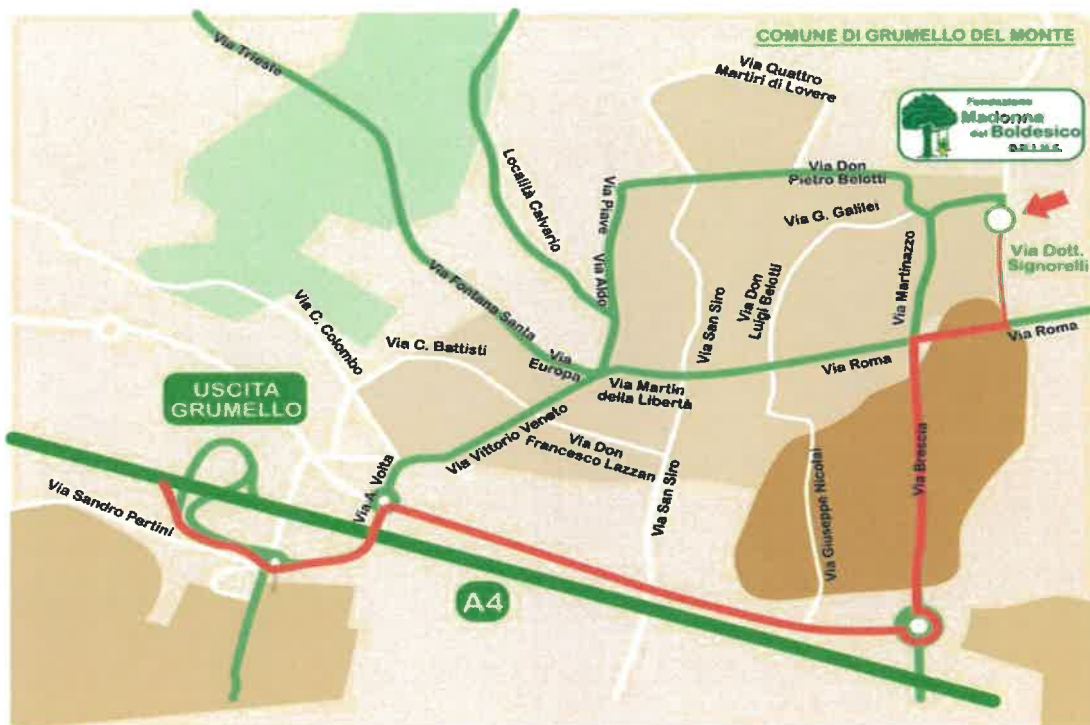 COMUNE DI GRUMELLO DEL MONTE
Via Trieste
Via Quattro
Martiri di Lovere
Fondazione
Madonna
del Boldesico
O.N.L.U.S.
Località Calvario
Via Piave
Via Don
Pietro Belotti
Via G. Galilei
Via Dott.
Signorelli
Via Aldo
Via Fontana Santa
Via C. Colombo
Via San Siro
Via Don
Luigi Belotti
Via Martinazzo
Via Roma
Via C. Battisti
Via
Europa
Via Roma
USCITA
GRUMELLO
Via Martin
della Libertà
Via Vittorio Veneto
Via Don
Francesco Lazzan
Via Brescia
Via A. Volta
Via Sandro Pertini
Via San Siro
Via Giuseppe Nicolai
A4